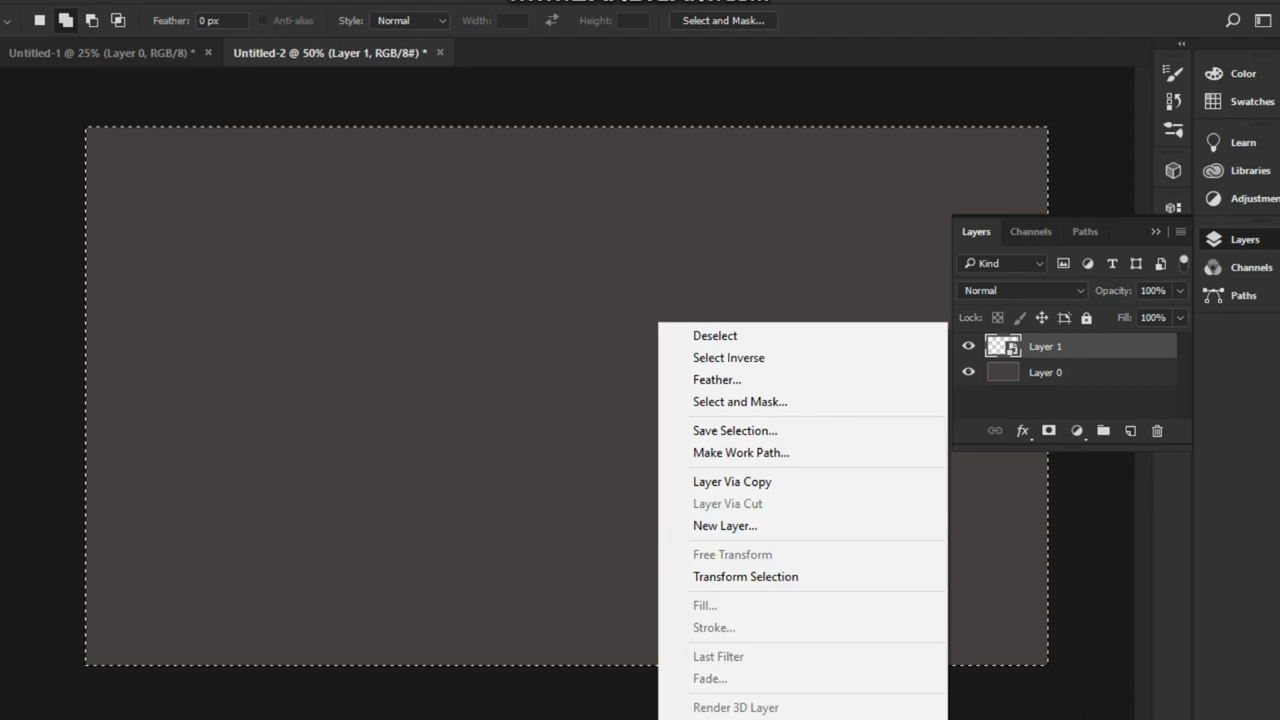 Feather: 0 px Anti-alias Style: Normal Width: Height: Select and Mask...
Untitled-1 @ 25% (Layer 0, RGB/8) * × Untitled-2 @ 50% (Layer 1, RGB/8#) * ×
Color
Swatches
Learn
Libraries
Adjustmen
Layers
Channels
Paths
Layers Channels Paths
Kind
Normal Opacity: 100%
Lock: Fill: 100%
Layer 1
Layer 0
fx
Deselect
Select Inverse
Feather...
Select and Mask...
Save Selection...
Make Work Path...
Layer Via Copy
Layer Via Cut
New Layer...
Free Transform
Transform Selection
Fill...
Stroke...
Last Filter
Fade...
Render 3D Layer